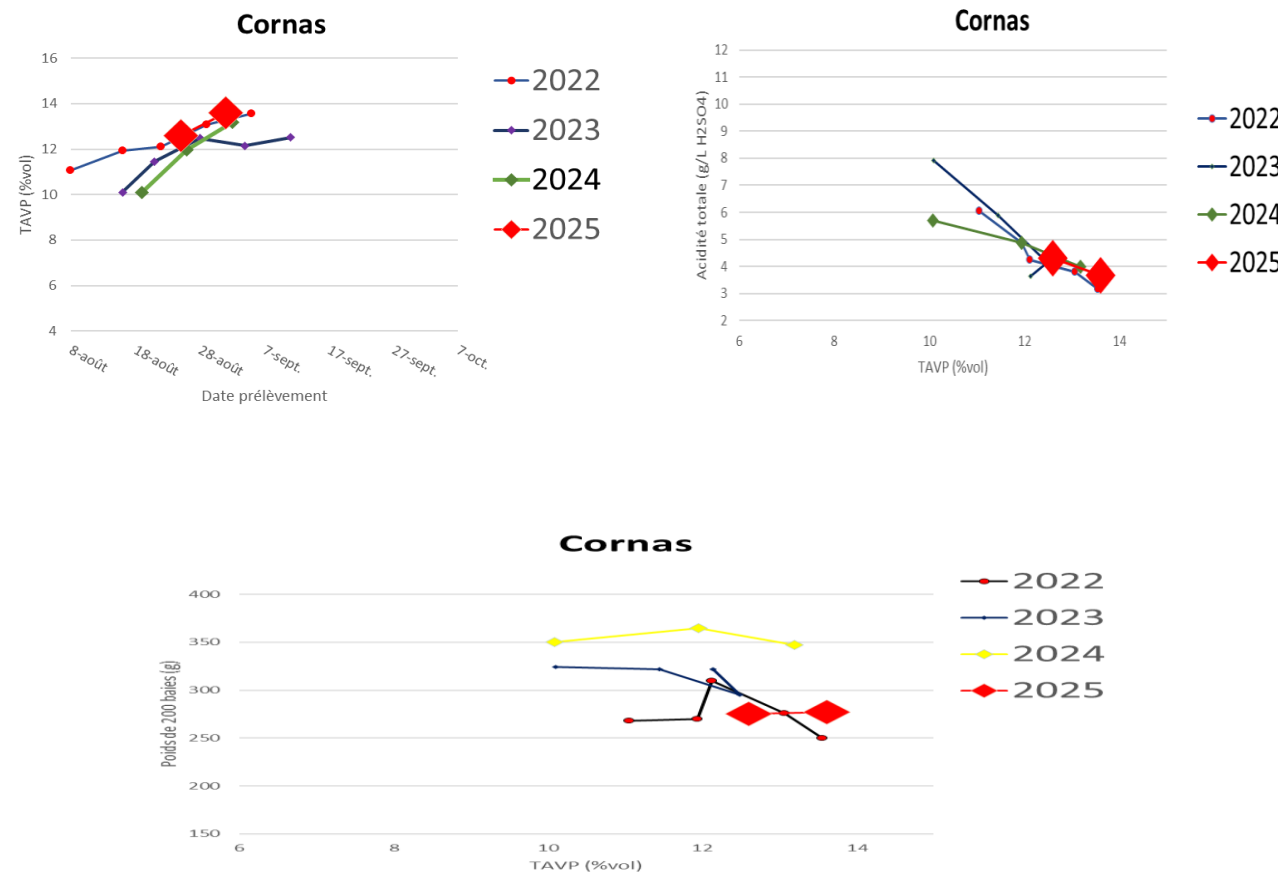 Cornas
16
14
12
10
8
6
4
TAVP (%vol)
8-août
18-août
28-août
7-sept.
17-sept.
27-sept.
7-oct.
Date prélèvement
2022
2023
2024
2025
Cornas
12
11
10
9
8
7
6
5
4
3
2
Acidité totale (g/L H2SO4)
6
8
10
12
14
TAVP (%vol)
2022
2023
2024
2025
Cornas
400
350
300
250
200
150
Poids de 200 baies (g)
6
8
10
12
14
TAVP (%vol)
2022
2023
2024
2025